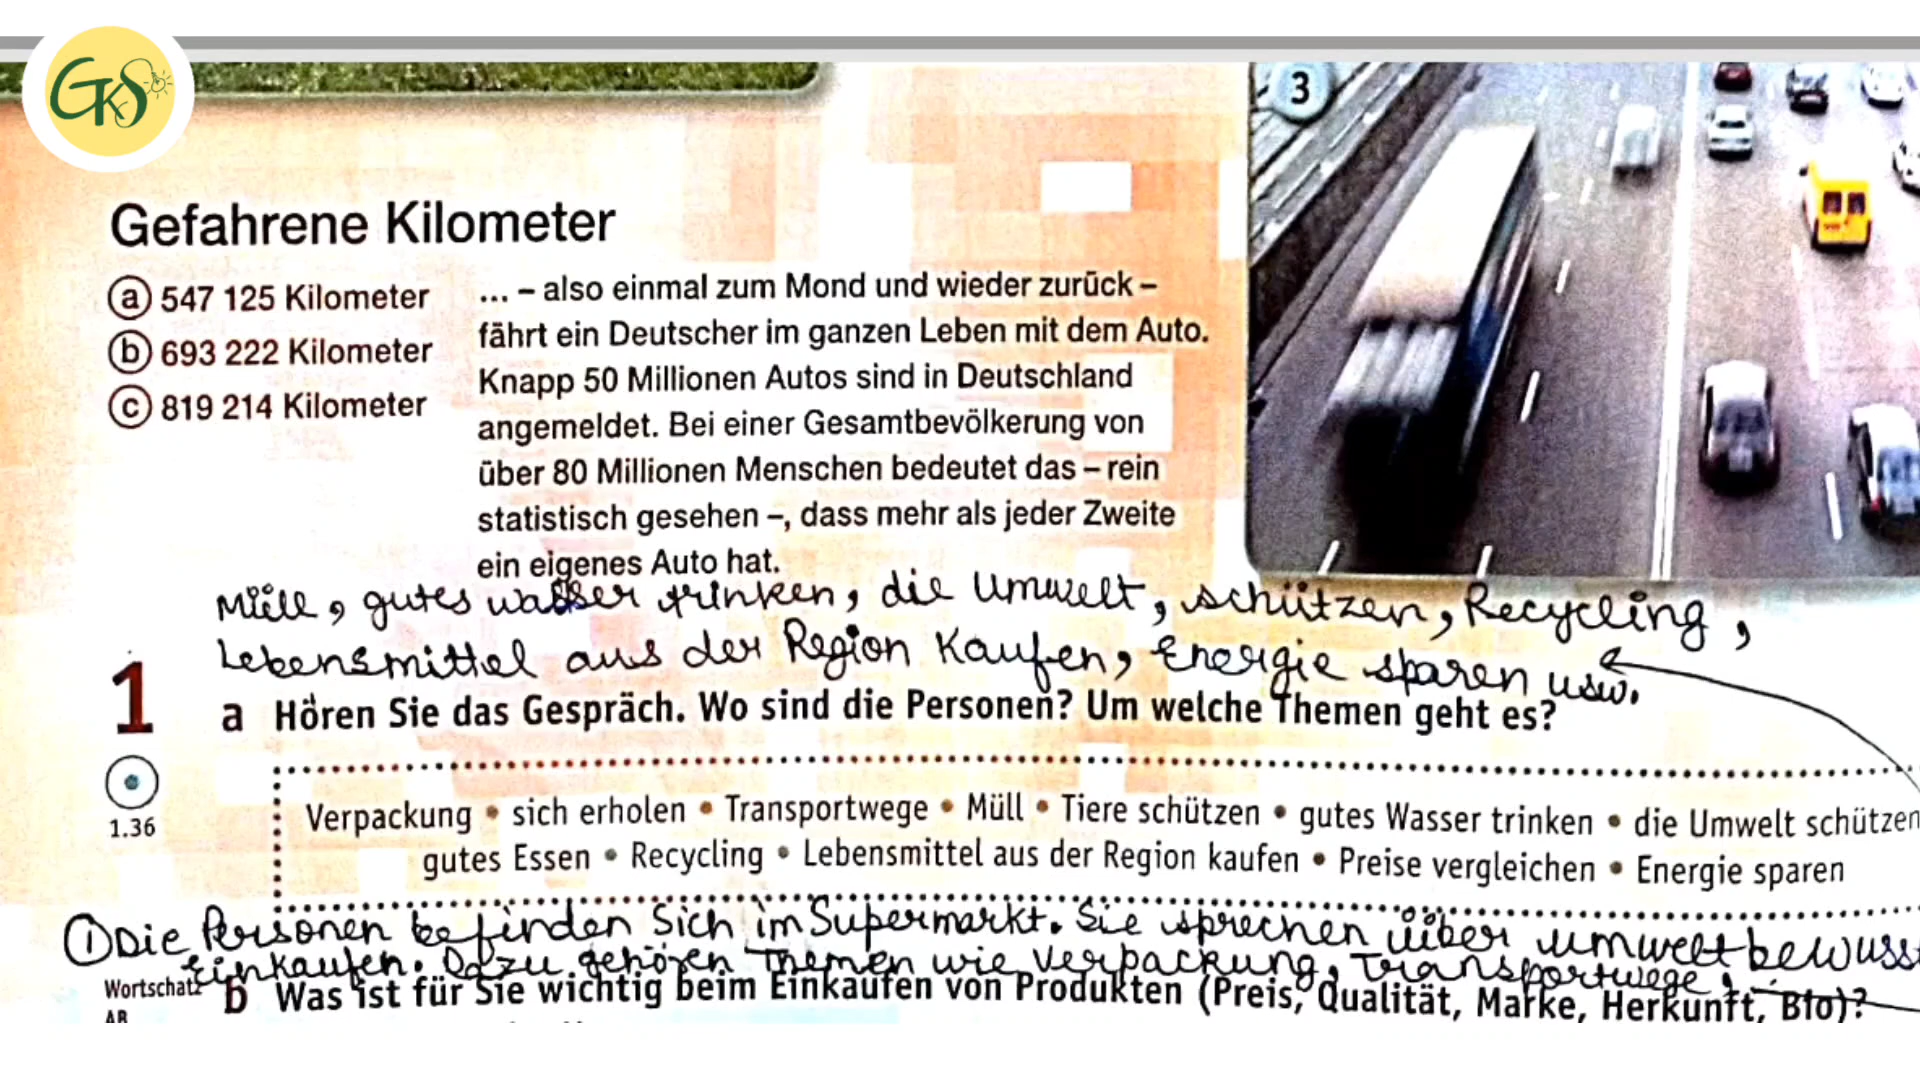 GKS
3
Gefahrene Kilometer
a 547 125 Kilometer
b 693 222 Kilometer
c 819 214 Kilometer
... – also einmal zum Mond und wieder zurück –
fährt ein Deutscher im ganzen Leben mit dem Auto.
Knapp 50 Millionen Autos sind in Deutschland
angemeldet. Bei einer Gesamtbevölkerung von
über 80 Millionen Menschen bedeutet das – rein
statistisch gesehen –, dass mehr als jeder Zweite
ein eigenes Auto hat.
Müll, gutes wasser trinken, die Umwelt, schützen, Recycling,
Lebensmittel aus der Region Kaufen, Energie sparen usw.
1
a Hören Sie das Gespräch. Wo sind die Personen? Um welche Themen geht es?
1.36
Verpackung • sich erholen • Transportwege • Müll • Tiere schützen • gutes Wasser trinken • die Umwelt schützen
gutes Essen • Recycling • Lebensmittel aus der Region kaufen • Preise vergleichen • Energie sparen
① Die Personen befinden Sich im Supermarkt. Sie sprechen über umweltbewuss
einkaufen. Dazu gehören Themen wie Verpackung, Transportwege,
Wortschatz
AB
b Was ist für Sie wichtig beim Einkaufen von Produkten (Preis, Qualität, Marke, Herkunft, Bio)?